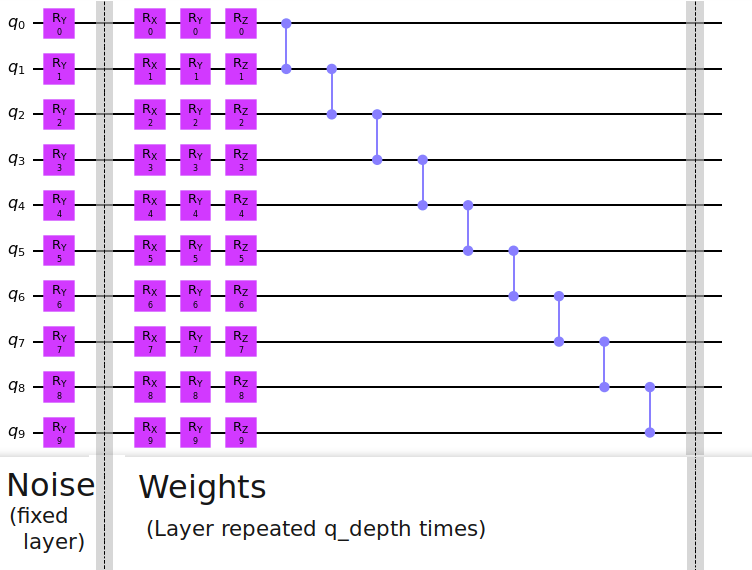 q0 RY 0 RX 0 RY 0 RZ 0
q1 RY 1 RX 1 RY 1 RZ 1
q2 RY 2 RX 2 RY 2 RZ 2
q3 RY 3 RX 3 RY 3 RZ 3
q4 RY 4 RX 4 RY 4 RZ 4
q5 RY 5 RX 5 RY 5 RZ 5
q6 RY 6 RX 6 RY 6 RZ 6
q7 RY 7 RX 7 RY 7 RZ 7
q8 RY 8 RX 8 RY 8 RZ 8
q9 RY 9 RX 9 RY 9 RZ 9
Noise
(fixed
layer)
Weights
(Layer repeated q_depth times)